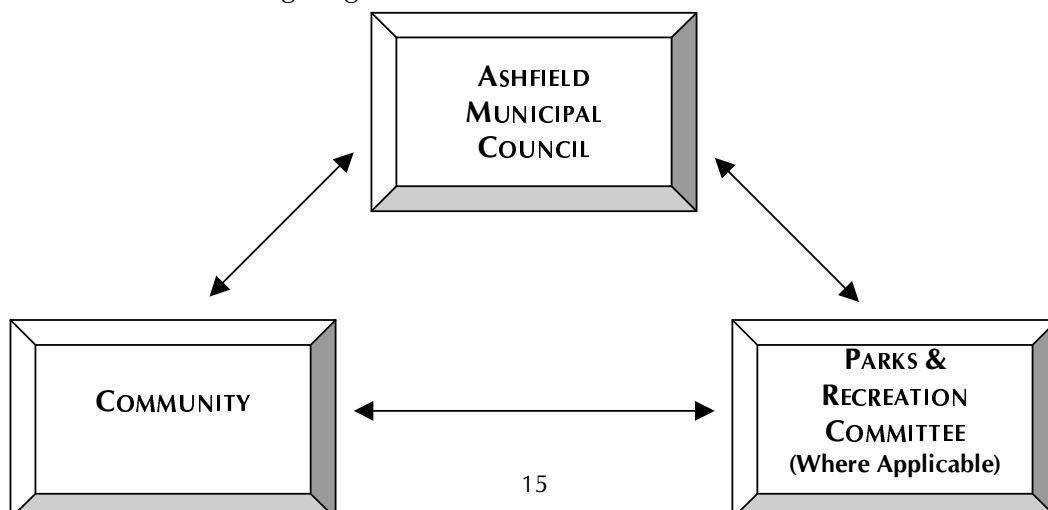 ASHFIELD
MUNICIPAL
COUNCIL
COMMUNITY
PARKS &
RECREATION
COMMITTEE
(Where Applicable)
15